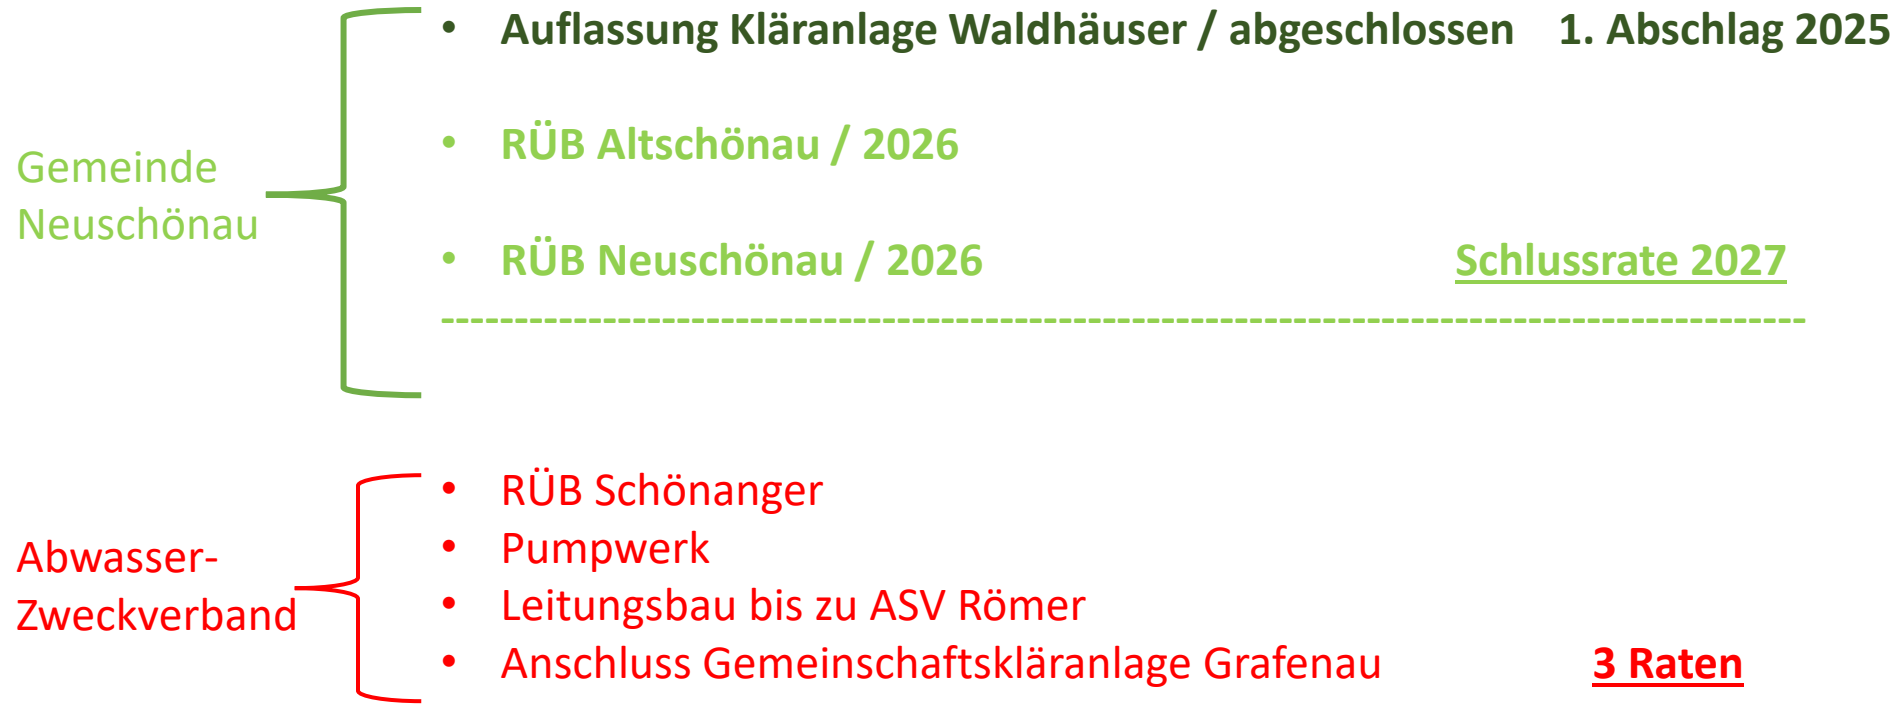 • Auflassung Kläranlage Waldhäuser / abgeschlossen 1. Abschlag 2025
• RÜB Altschönau / 2026
Gemeinde
Neuschönau
• RÜB Neuschönau / 2026 Schlussrate 2027
---------------------------------------------------------------------------------------------
• RÜB Schönanger
• Pumpwerk
Abwasser-
Zweckverband
• Leitungsbau bis zu ASV Römer
• Anschluss Gemeinschaftskläranlage Grafenau 3 Raten